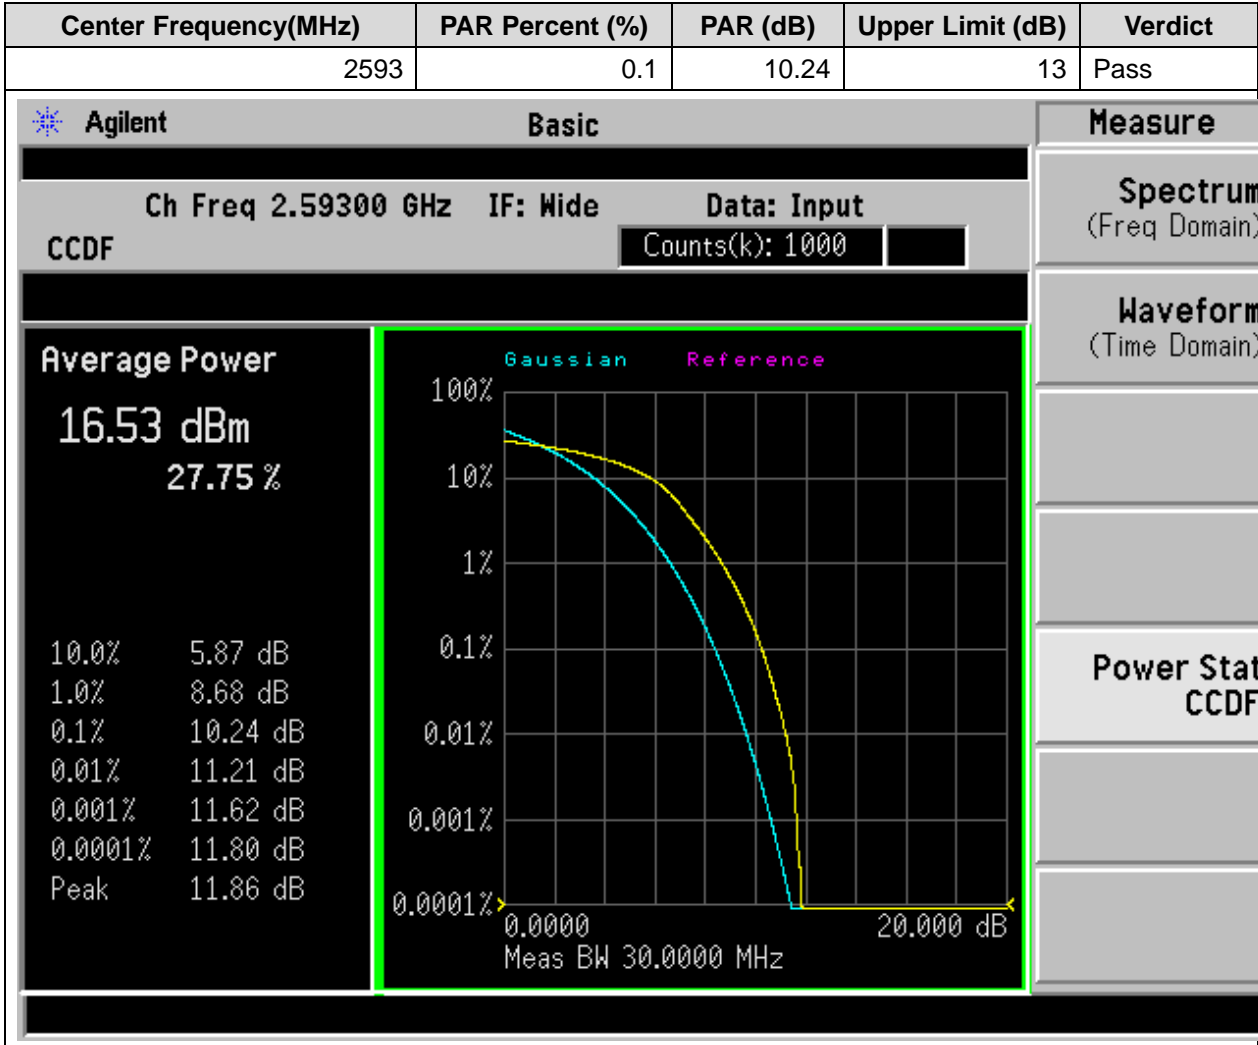 Center Frequency(MHz) PAR Percent (%) PAR (dB) Upper Limit (dB) Verdict
2593 0.1 10.24 13 Pass
Agilent Basic Measure
Ch Freq 2.59300 GHz IF: Wide Data: Input
CCDF Counts(k): 1000
Spectrum
(Freq Domain)
Waveform
(Time Domain)
Power Stat
CCDF
Average Power
16.53 dBm
27.75 %
10.0% 5.87 dB
1.0% 8.68 dB
0.1% 10.24 dB
0.01% 11.21 dB
0.001% 11.62 dB
0.0001% 11.80 dB
Peak 11.86 dB
Gaussian Reference
100%
10%
1%
0.1%
0.01%
0.001%
0.0001%
0.0000 20.000 dB
Meas BW 30.0000 MHz